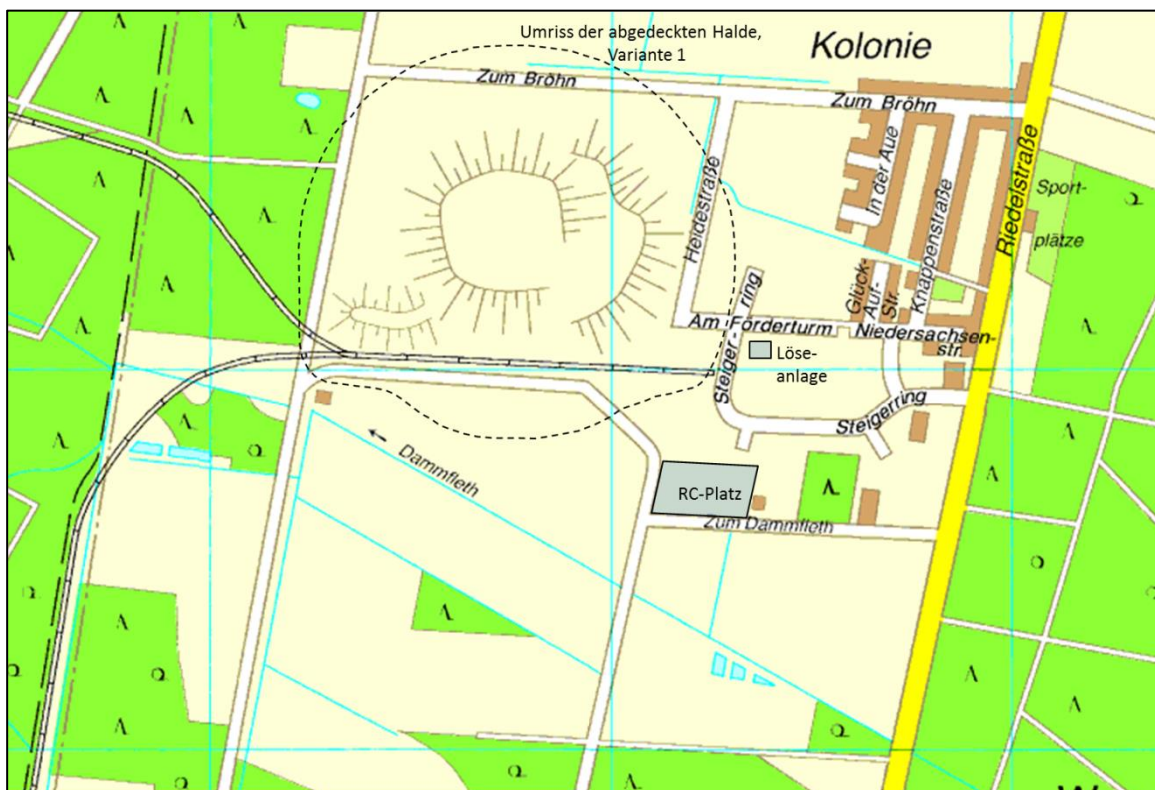 Umriss der abgedeckten Halde,
Variante 1
Kolonie
Zum Bröhn
Zum Bröhn
Riedelstraße
In der Aue
Knappenstraße
Sport-
plätze
Heidestraße
Glück-
Auf-
Str.
Steiger-ring
Am Förderturm
Niedersachsen-
str.
Löse-
anlage
Steigerring
Dammfleth
RC-Platz
Zum Dammfleth